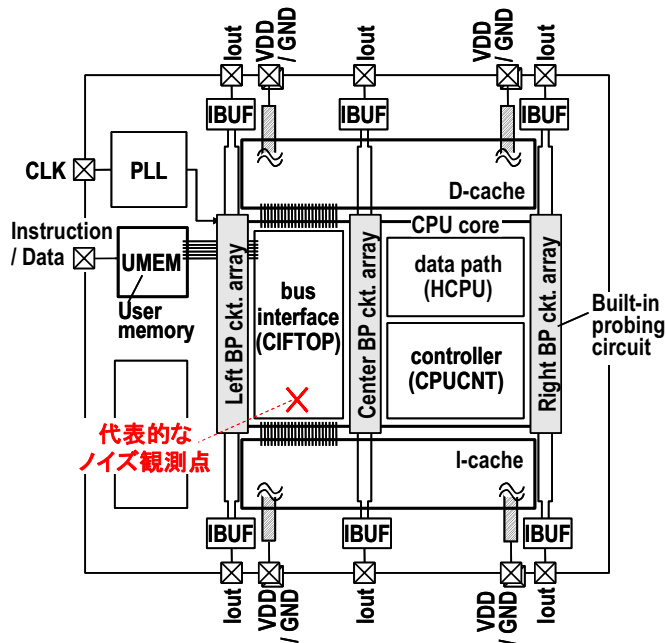 Iout
VDD
/ GND
Iout
VDD
/ GND
Iout
IBUF
IBUF
IBUF
CLK
PLL
D-cache
CPU core
Instruction
/ Data
UMEM
User
memory
Left BP ckt. array
bus
interface
(CIFTOP)
Center BP ckt. array
data path
(HCPU)
controller
(CPUCNT)
Right BP ckt. array
Built-in
probing
circuit
代表的な
ノイズ観測点
I-cache
IBUF
IBUF
IBUF
Iout
VDD
/ GND
Iout
VDD
/ GND
Iout